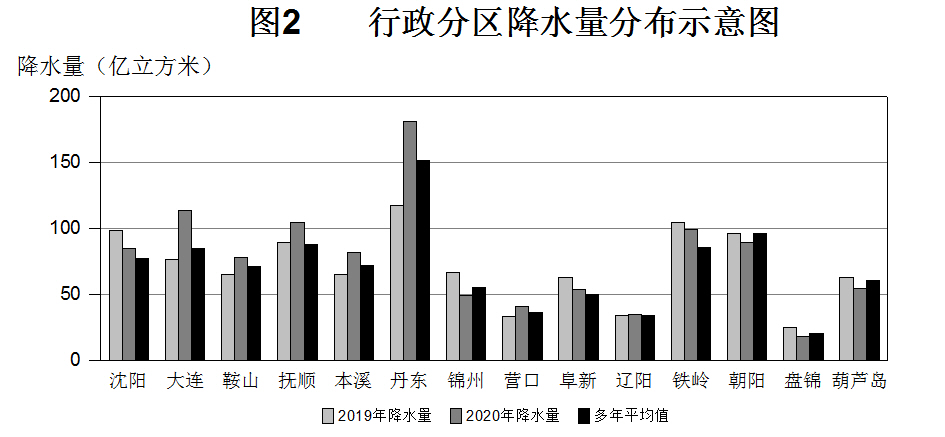 图2 行政分区降水量分布示意图
降水量（亿立方米）
200
150
100
50
0
沈阳 大连 鞍山 抚顺 本溪 丹东 锦州 营口 阜新 辽阳 铁岭 朝阳 盘锦 葫芦岛
2019年降水量 2020年降水量 多年平均值